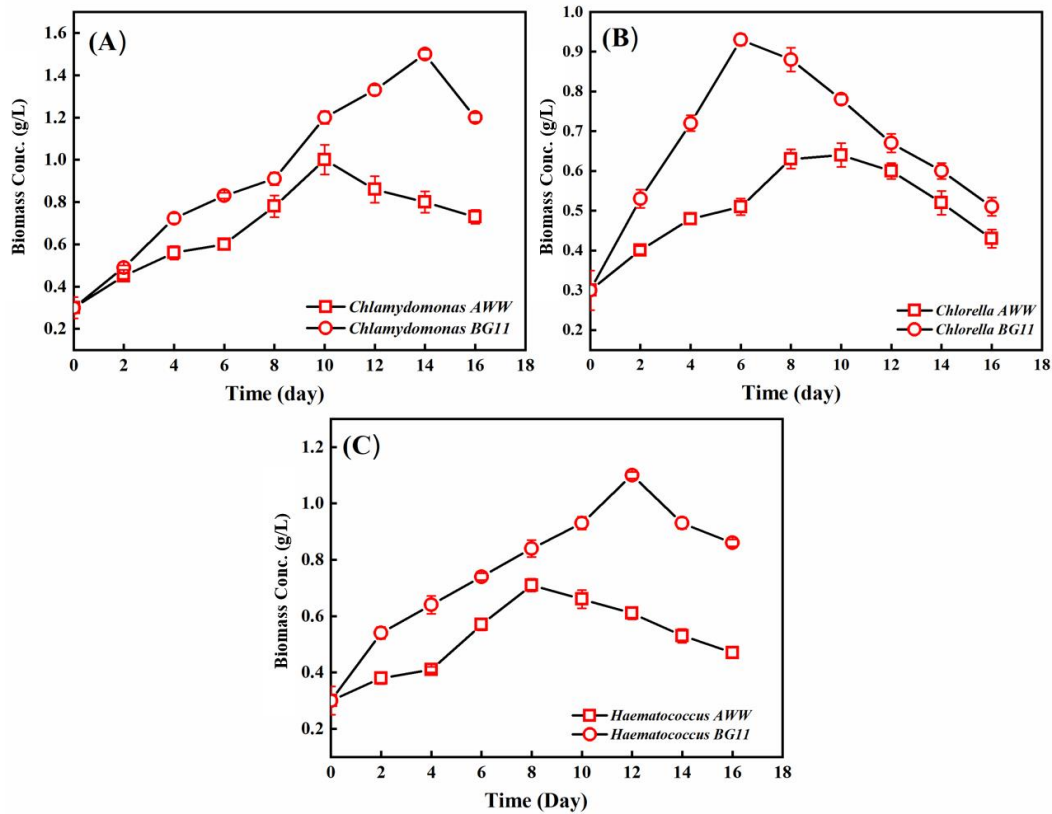 (A)
Biomass Conc. (g/L)
1.6
1.4
1.2
1.0
0.8
0.6
0.4
0.2
0 2 4 6 8 10 12 14 16 18
Time (day)
Chlamydomonas AWW
Chlamydomonas BG11
(B)
Biomass Conc. (g/L)
1.0
0.9
0.8
0.7
0.6
0.5
0.4
0.3
0.2
0 2 4 6 8 10 12 14 16 18
Time (day)
Chlorella AWW
Chlorella BG11
(C)
Biomass Conc. (g/L)
1.2
1.0
0.8
0.6
0.4
0.2
0 2 4 6 8 10 12 14 16 18
Time (Day)
Haematococcus AWW
Haematococcus BG11